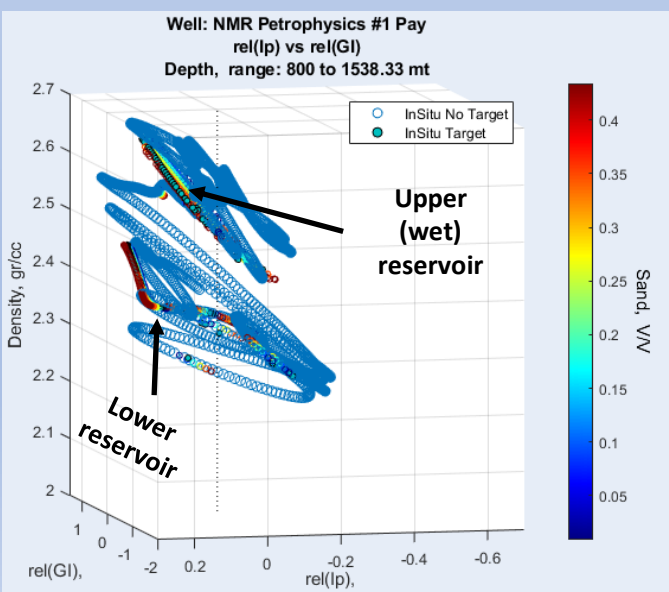 Well: NMR Petrophysics #1 Pay
rel(Ip) vs rel(GI)
Depth, range: 800 to 1538.33 mt
InSitu No Target
InSitu Target
Upper
(wet)
reservoir
Lower
reservoir
Density, gr/cc
2.7
2.6
2.5
2.4
2.3
2.2
2.1
2
1
0
-1
-2
rel(GI),
0.2
0
-0.2
-0.4
-0.6
rel(Ip),
0.4
0.35
0.3
0.25
0.2
0.15
0.1
0.05
Sand, V/V